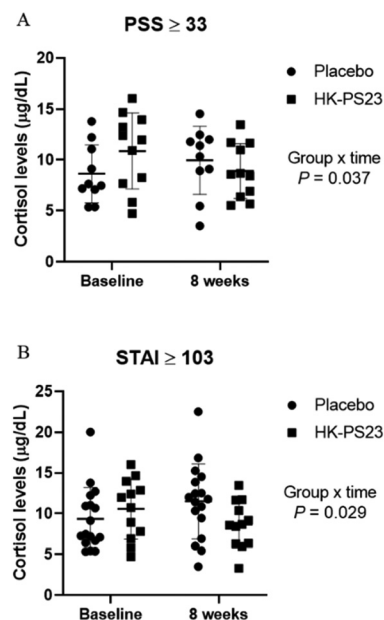 A
PSS ≥ 33
Cortisol levels (μg/dL)
20
15
10
5
0
Baseline
8 weeks
Placebo
HK-PS23
Group x time
P = 0.037
B
STAI ≥ 103
Cortisol levels (μg/dL)
25
20
15
10
5
0
Baseline
8 weeks
Placebo
HK-PS23
Group x time
P = 0.029